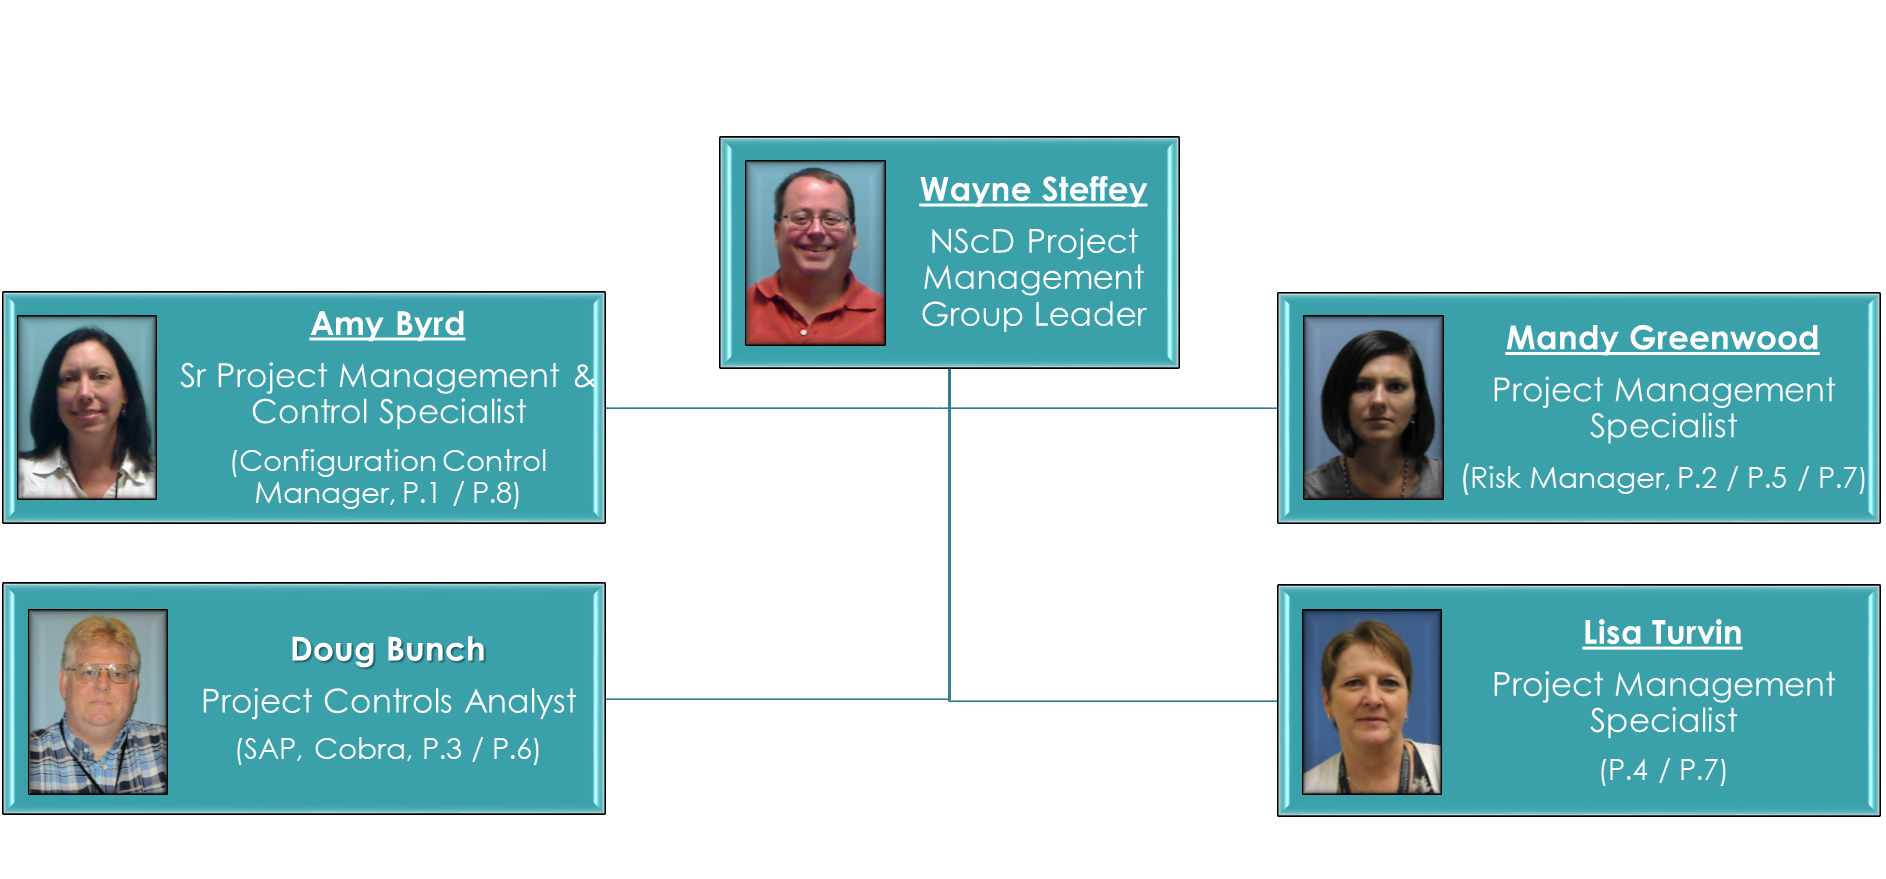 Wayne Steffey
NScD Project
Management
Group Leader
Amy Byrd
Sr Project Management &
Control Specialist
(Configuration Control
Manager, P.1 / P.8)
Mandy Greenwood
Project Management
Specialist
(Risk Manager, P.2 / P.5 / P.7)
Doug Bunch
Project Controls Analyst
(SAP, Cobra, P.3 / P.6)
Lisa Turvin
Project Management
Specialist
(P.4 / P.7)